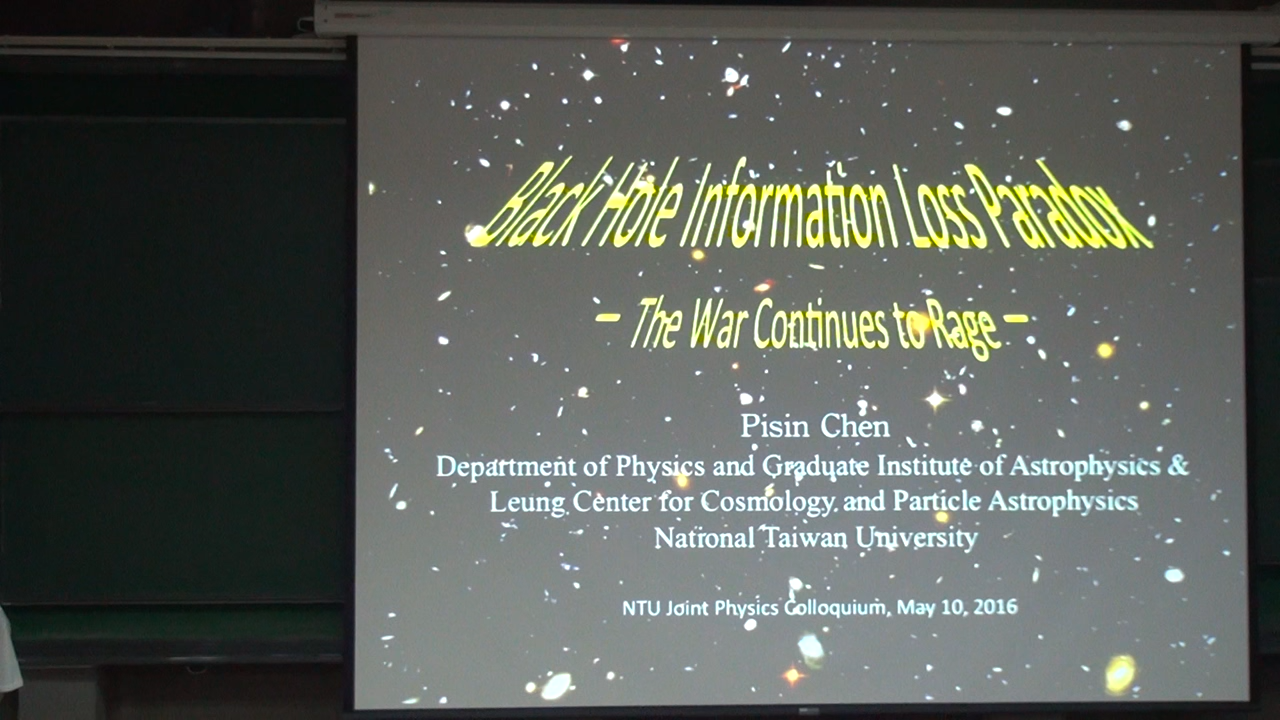 Black Hole Information Loss Paradox
– The War Continues to Rage –
Pisin Chen
Department of Physics and Graduate Institute of Astrophysics &
Leung Center for Cosmology and Particle Astrophysics
National Taiwan University
NTU Joint Physics Colloquium, May 10, 2016